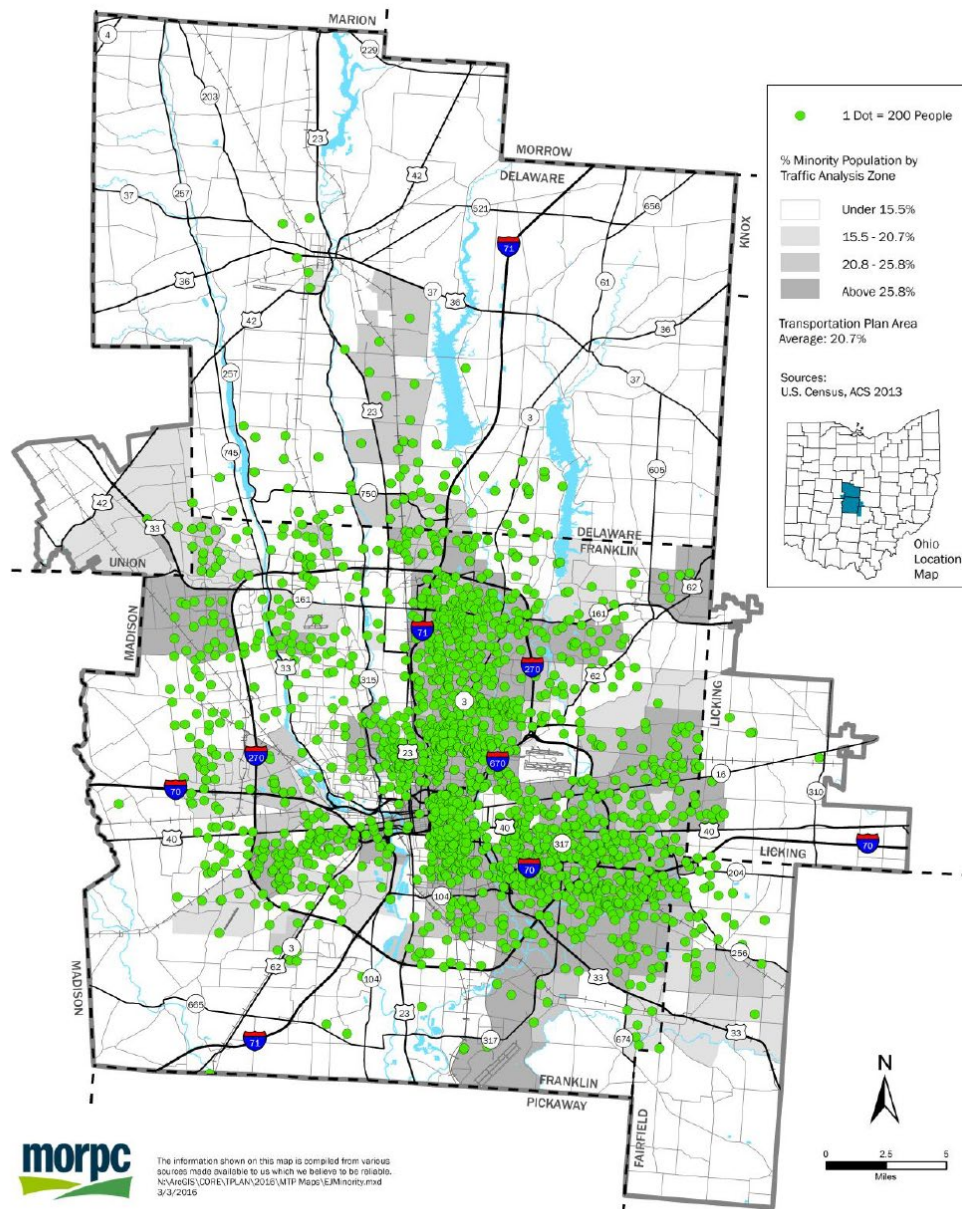 MARION
4
229
203
23
42
MORROW
DELAWARE
37
257
521
656
KNOX
71
61
36
37
36
42
36
257
37
23
3
745
605
42
750
33
DELAWARE
FRANKLIN
UNION
62
161
161
MADISON
71
270
33
315
62
3
LICKING
23
270
670
16
70
310
40
40
317
40
70
LICKING
70
204
104
3
256
62
104
33
MADISON
665
23
33
71
317
674
FRANKLIN
PICKAWAY
FAIRFIELD
1 Dot = 200 People
% Minority Population by
Traffic Analysis Zone
Under 15.5%
15.5 - 20.7%
20.8 - 25.8%
Above 25.8%
Transportation Plan Area
Average: 20.7%
Sources:
U.S. Census, ACS 2013
Ohio
Location
Map
N
0 2.5 5
Miles
morpc
The information shown on this map is compiled from various
sources made available to us which we believe to be reliable.
N:\ArcGIS\CORE\TPLAN\2016\MTP Maps\EJMinority.mxd
3/3/2016